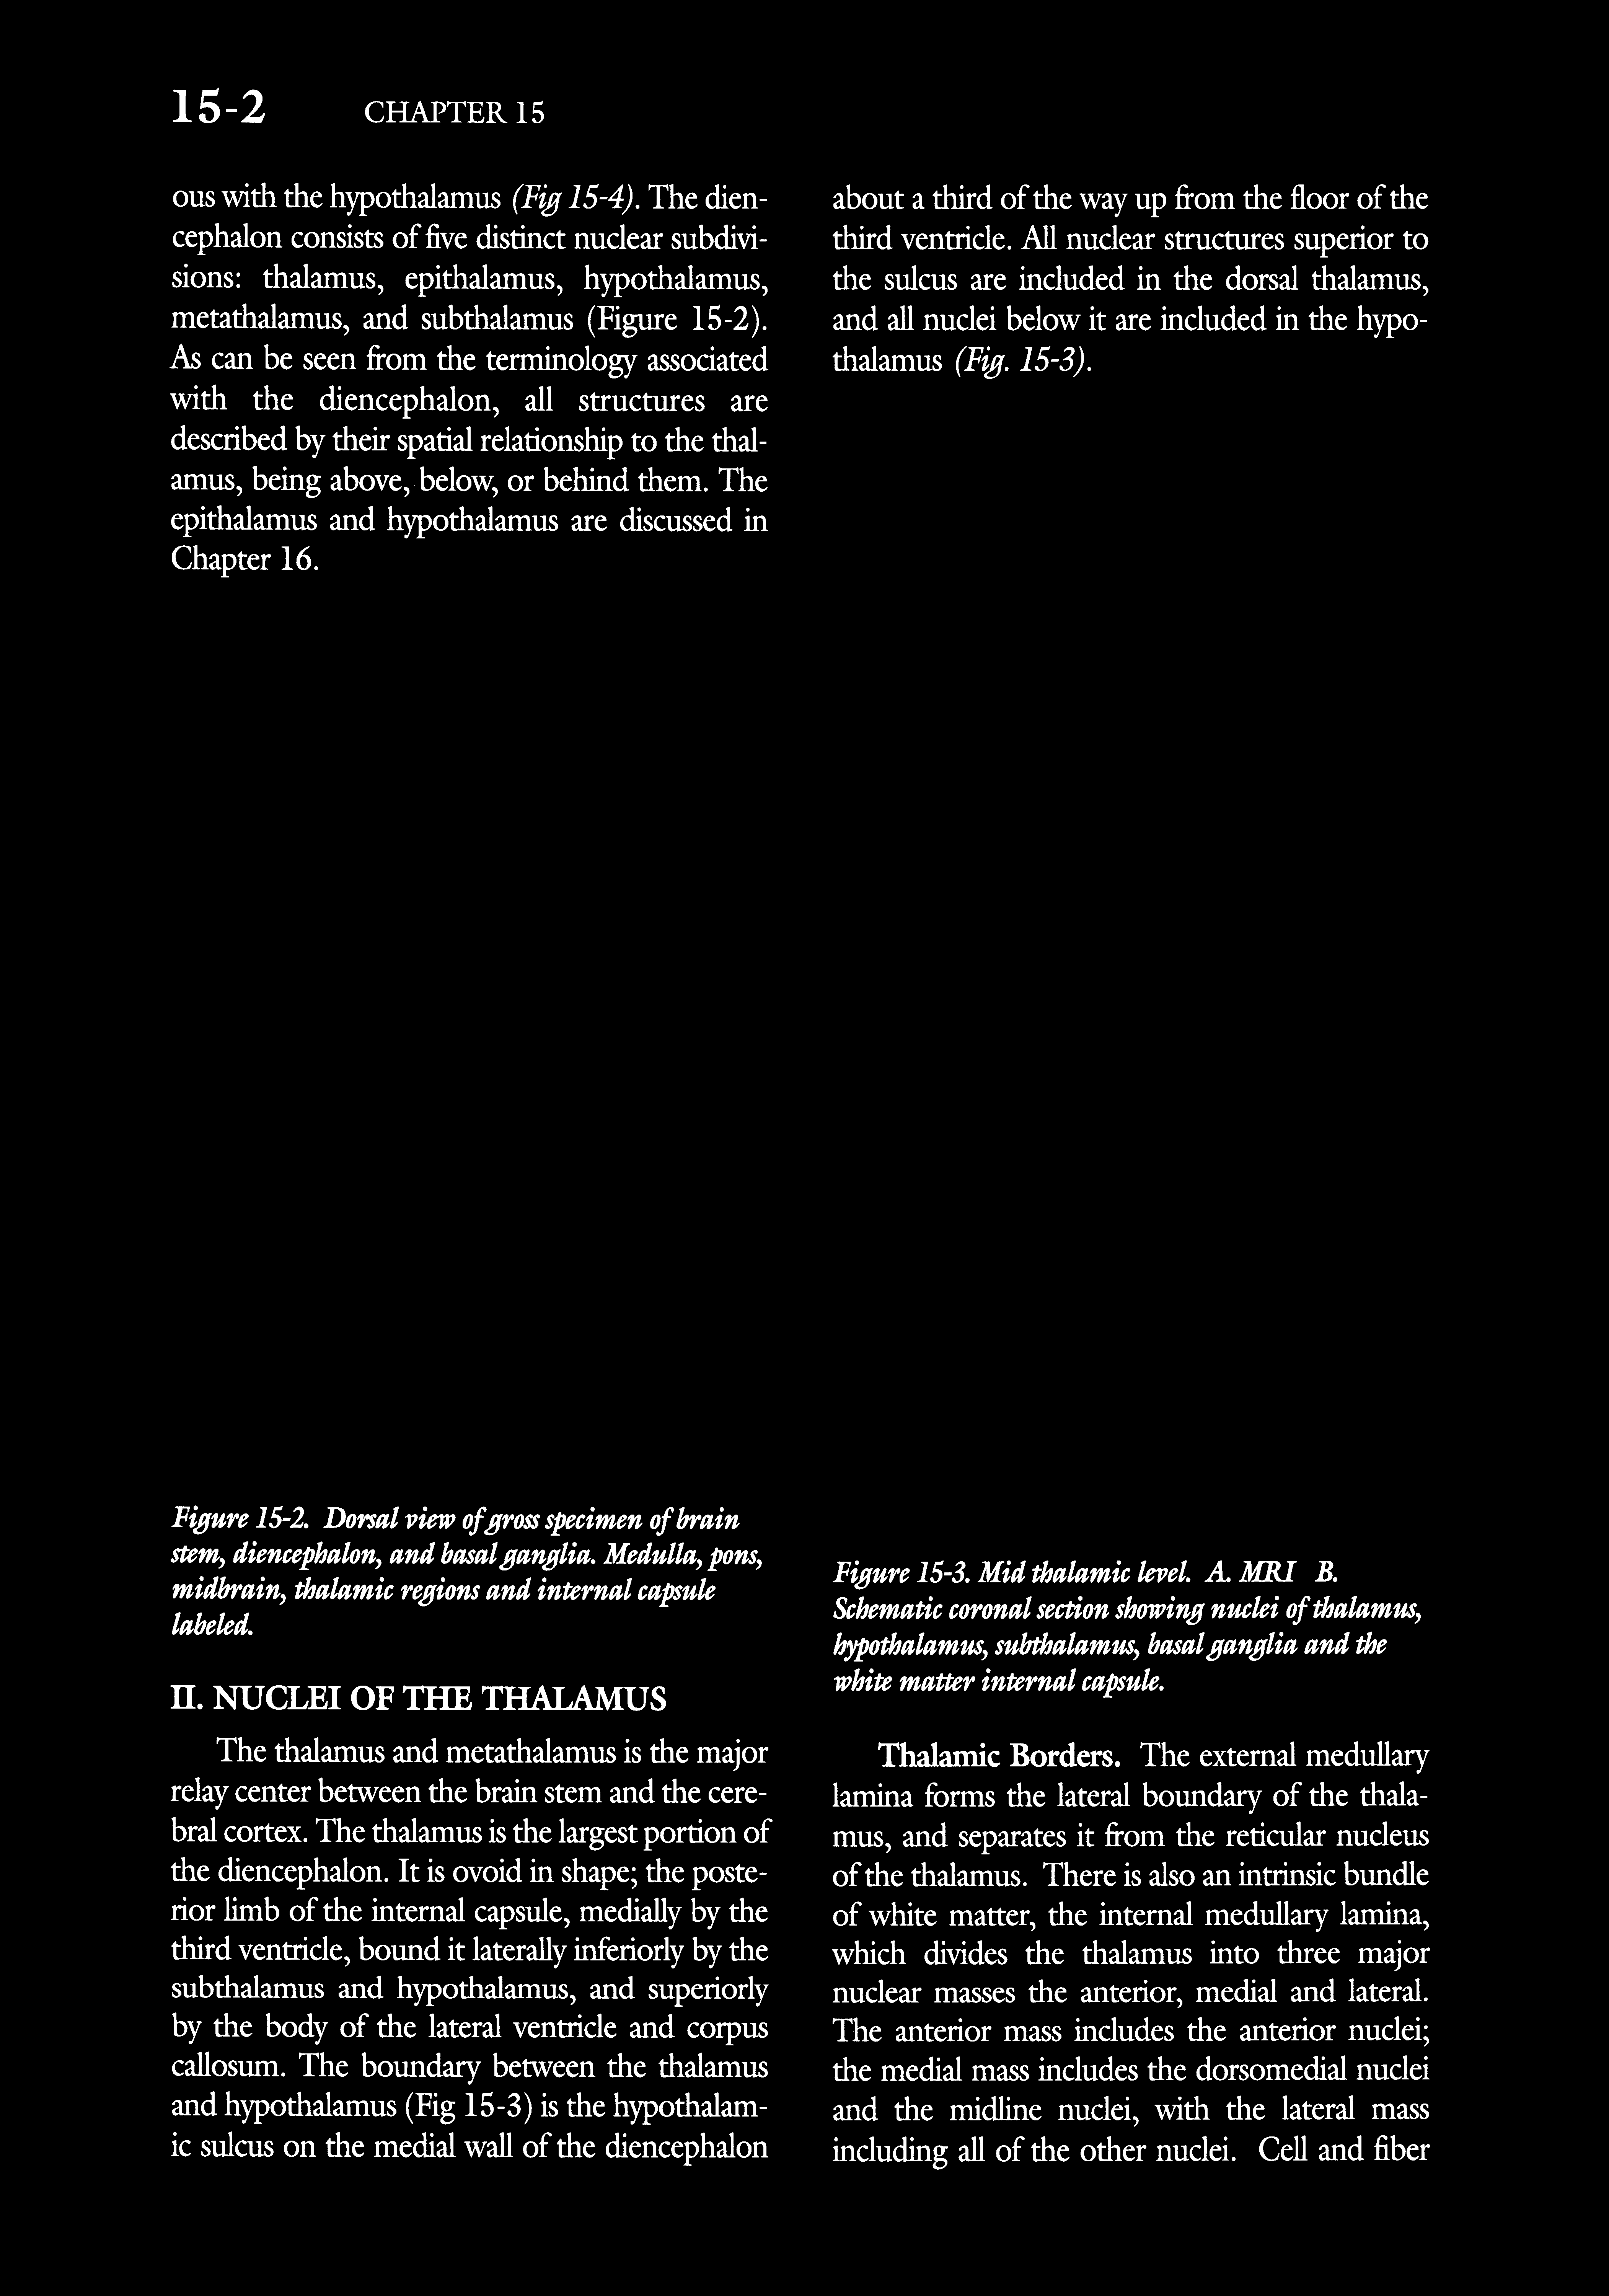 15-2 CHAPTER 15
ous with the hypothalamus (Fig 15-4). The dien-
cephalon consists of five distinct nuclear subdivi-
sions: thalamus, epithalamus, hypothalamus,
metathalamus, and subthalamus (Figure 15-2).
As can be seen from the terminology associated
with the diencephalon, all structures are
described by their spatial relationship to the thal-
amus, being above, below, or behind them. The
epithalamus and hypothalamus are discussed in
Chapter 16.
Figure 15-2. Dorsal view of gross specimen of brain
stem, diencephalon, and basal ganglia. Medulla, pons,
midbrain, thalamic regions and internal capsule
labeled.
II. NUCLEI OF THE THALAMUS
The thalamus and metathalamus is the major
relay center between the brain stem and the cere-
bral cortex. The thalamus is the largest portion of
the diencephalon. It is ovoid in shape; the poste-
rior limb of the internal capsule, medially by the
third ventricle, bound it laterally inferiorly by the
subthalamus and hypothalamus, and superiorly
by the body of the lateral ventricle and corpus
callosum. The boundary between the thalamus
and hypothalamus (Fig 15-3) is the hypothalam-
ic sulcus on the medial wall of the diencephalon
about a third of the way up from the floor of the
third ventricle. All nuclear structures superior to
the sulcus are included in the dorsal thalamus,
and all nuclei below it are included in the hypo-
thalamus (Fig. 15-3).
Figure 15-3. Mid thalamic level. A. MRI B.
Schematic coronal section showing nuclei of thalamus,
hypothalamus, subthalamus, basal ganglia and the
white matter internal capsule.
Thalamic Borders. The external medullary
lamina forms the lateral boundary of the thala-
mus, and separates it from the reticular nucleus
of the thalamus. There is also an intrinsic bundle
of white matter, the internal medullary lamina,
which divides the thalamus into three major
nuclear masses the anterior, medial and lateral.
The anterior mass includes the anterior nuclei;
the medial mass includes the dorsomedial nuclei
and the midline nuclei, with the lateral mass
including all of the other nuclei. Cell and fiber